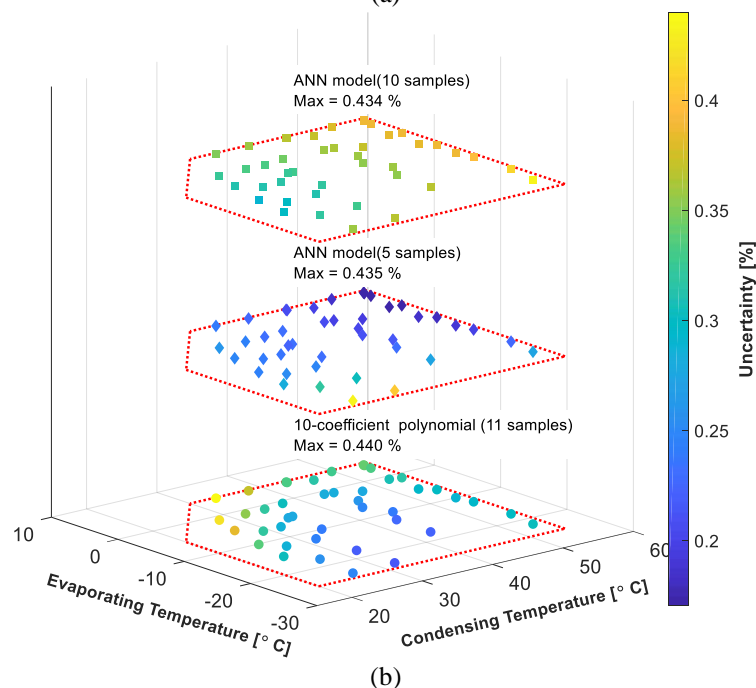 (a)
ANN model(10 samples)
Max = 0.434 %
ANN model(5 samples)
Max = 0.435 %
10-coefficient polynomial (11 samples)
Max = 0.440 %
10
0
-10
-20
-30
Evaporating Temperature [° C]
20
30
40
50
60
Condensing Temperature [° C]
0.4
0.35
0.3
0.25
0.2
Uncertainty [%]
(b)